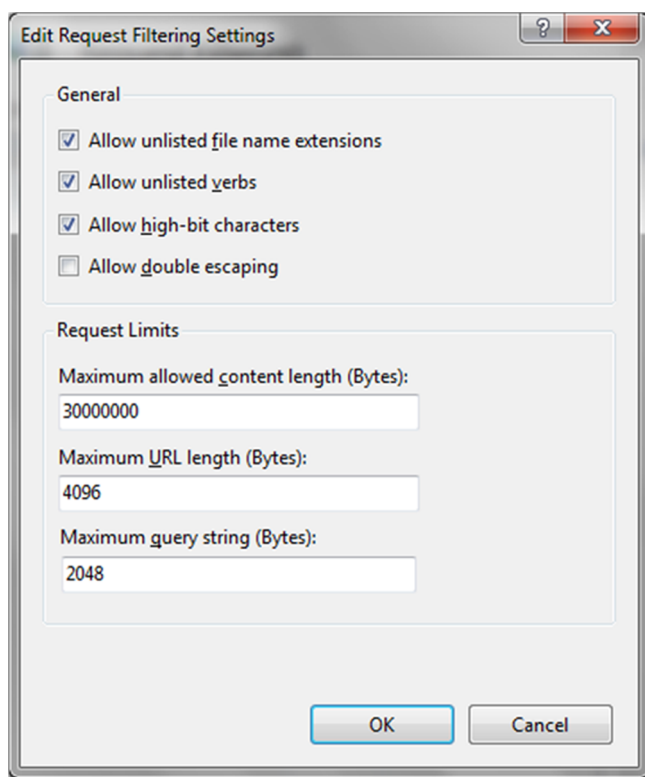 Edit Request Filtering Settings
?
General
Allow unlisted file name extensions
Allow unlisted verbs
Allow high-bit characters
Allow double escaping
Request Limits
Maximum allowed content length (Bytes):
30000000
Maximum URL length (Bytes):
4096
Maximum query string (Bytes):
2048
OK
Cancel